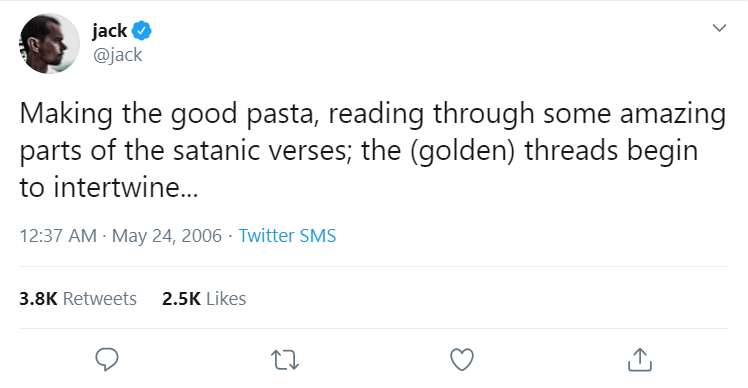 jack
@jack
Making the good pasta, reading through some amazing
parts of the satanic verses; the (golden) threads begin
to intertwine...
12:37 AM · May 24, 2006 · Twitter SMS
3.8K Retweets 2.5K Likes